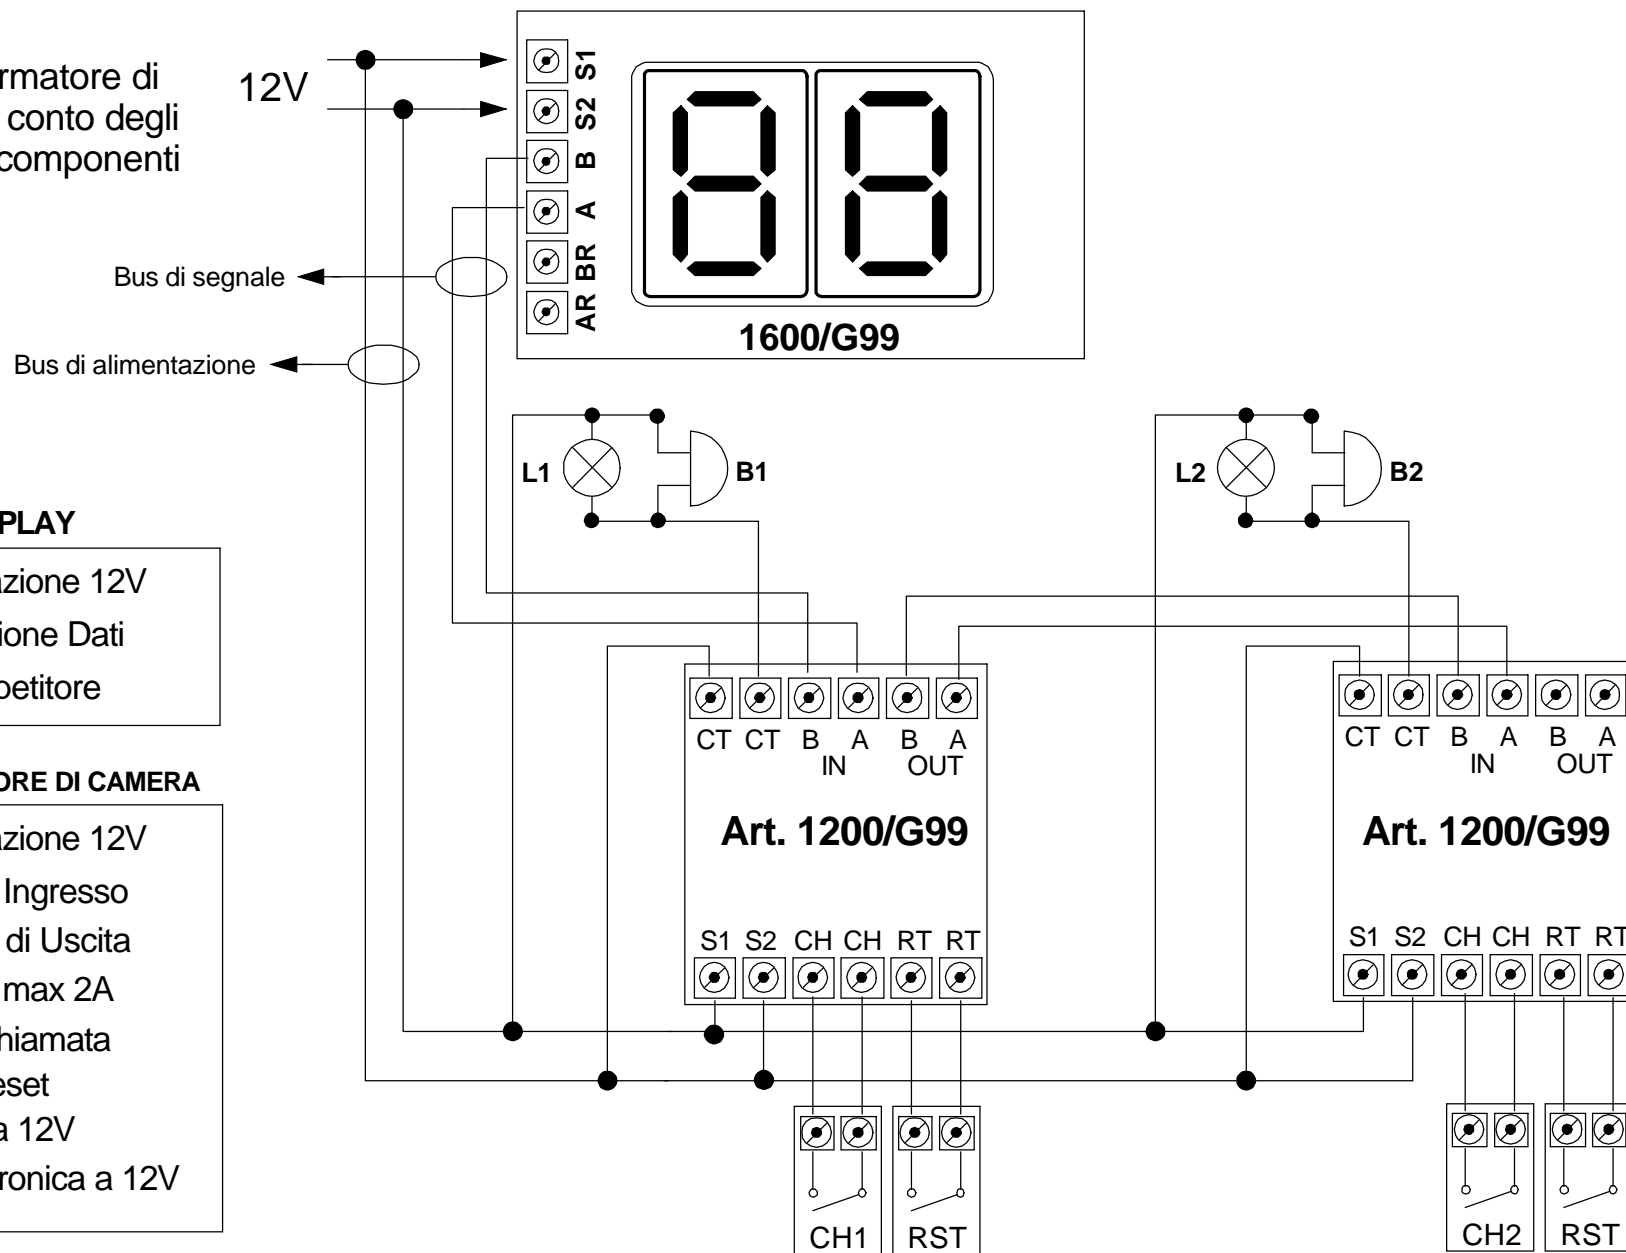 rmatore di
conto degli
componenti
12V
S1
S2
B
A
BR
AR
1600/G99
Bus di segnale
Bus di alimentazione
L1
B1
L2
B2
PLAY
azione 12V
ione Dati
petitore
ORE DI CAMERA
azione 12V
Ingresso
di Uscita
max 2A
hiamata
eset
a 12V
ronica a 12V
CT CT B A B A
IN OUT
Art. 1200/G99
S1 S2 CH CH RT RT
CH1 RST
CT CT B A B A
IN OUT
Art. 1200/G99
S1 S2 CH CH RT RT
CH2 RST